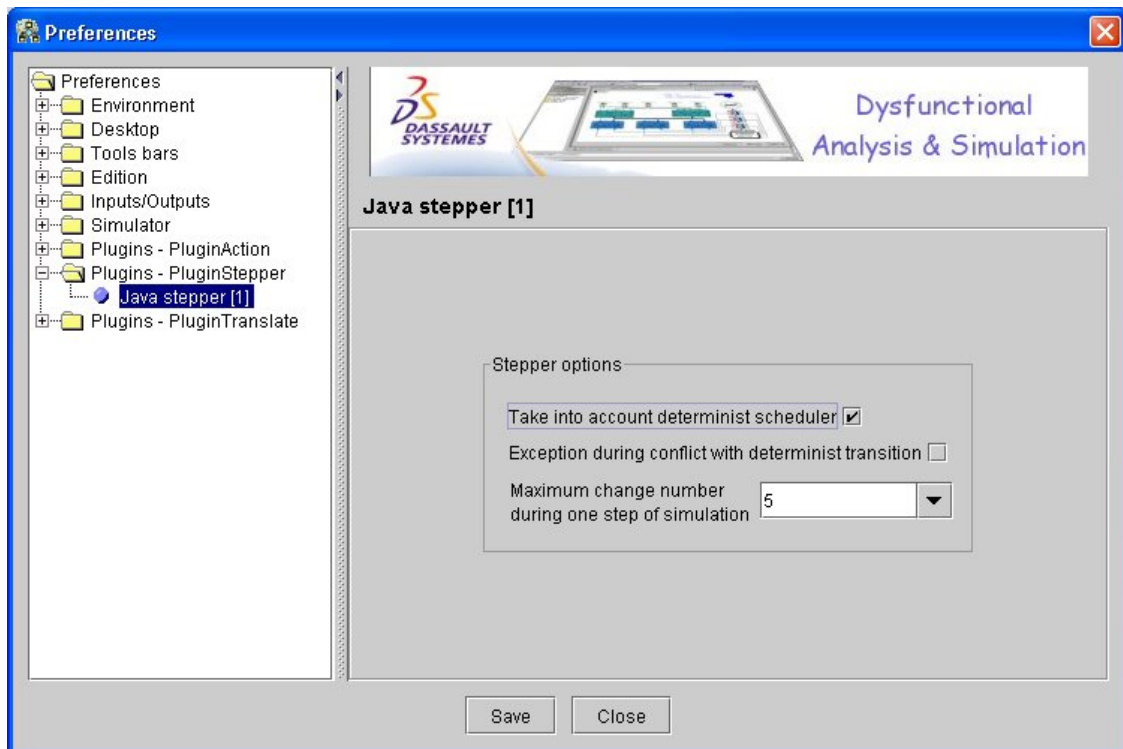 Preferences
Preferences
Environment
Desktop
Tools bars
Edition
Inputs/Outputs
Simulator
Plugins - PluginAction
Plugins - PluginStepper
Java stepper [1]
Plugins - PluginTranslate
DASSAULT
SYSTEMES
Dysfunctional
Analysis & Simulation
Java stepper [1]
Stepper options
Take into account determinist scheduler
Exception during conflict with determinist transition
Maximum change number
during one step of simulation
5
Save
Close